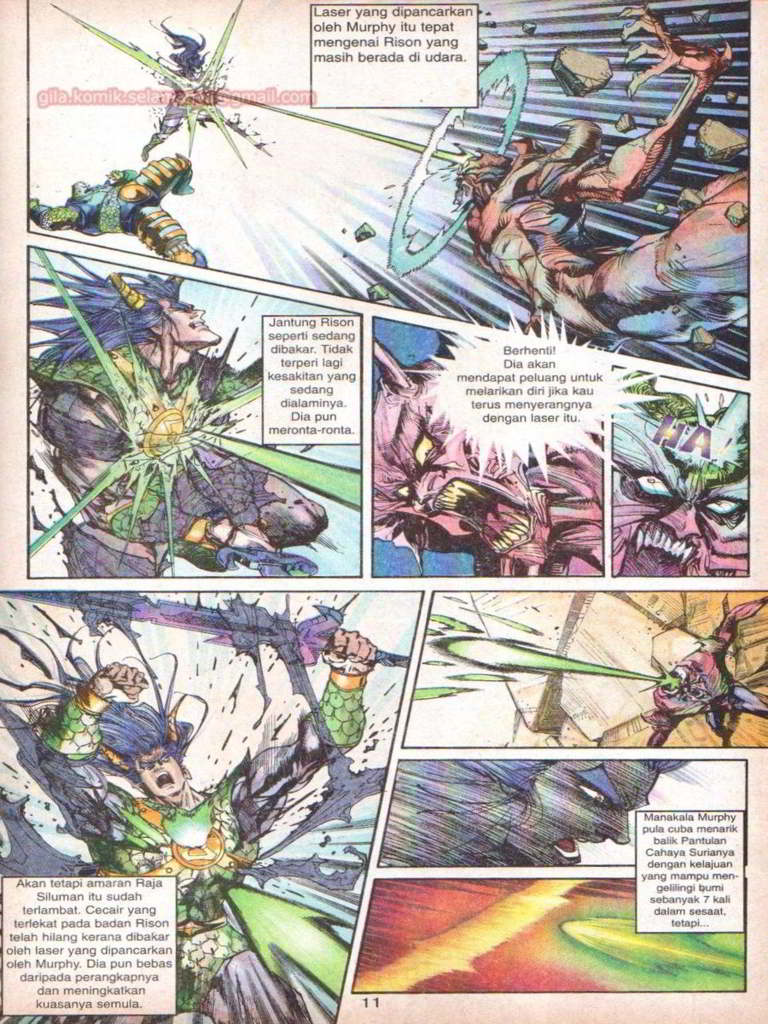 Laser yang dipancarkan
oleh Murphy itu tepat
mengenai Rison yang
masih berada di udara.
Jantung Rison
seperti sedang
dibakar. Tidak
terperi lagi
kesakitan yang
sedang
dialaminya.
Dia pun
meronta-ronta.
Berhenti!
Dia akan
mendapat peluang untuk
melarikan diri jika kau
terus menyerangnya
dengan laser itu.
HA!
Akan tetapi amaran Raja
Siluman itu sudah
terlambat. Cecair yang
terlekat pada badan Rison
telah hilang kerana dibakar
oleh laser yang dipancarkan
oleh Murphy. Dia pun bebas
daripada perangkapnya
dan meningkatkan
kuasanya semula.
Manakala Murphy
pula cuba menarik
balik Pantulan
Cahaya Surianya
dengan kelajuan
yang mampu men-
gelilingi bumi
sebanyak 7 kali
dalam sesaat,
tetapi...
11